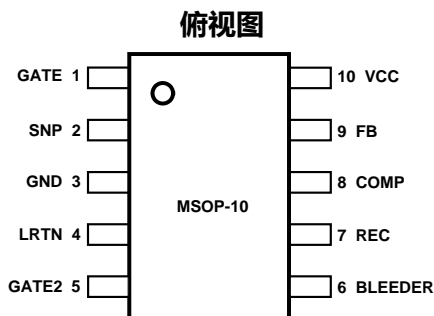 俯视图
GATE 1
10 VCC
SNP 2
9 FB
GND 3
8 COMP
MSOP-10
LRTN 4
7 REC
GATE2 5
6 BLEEDER